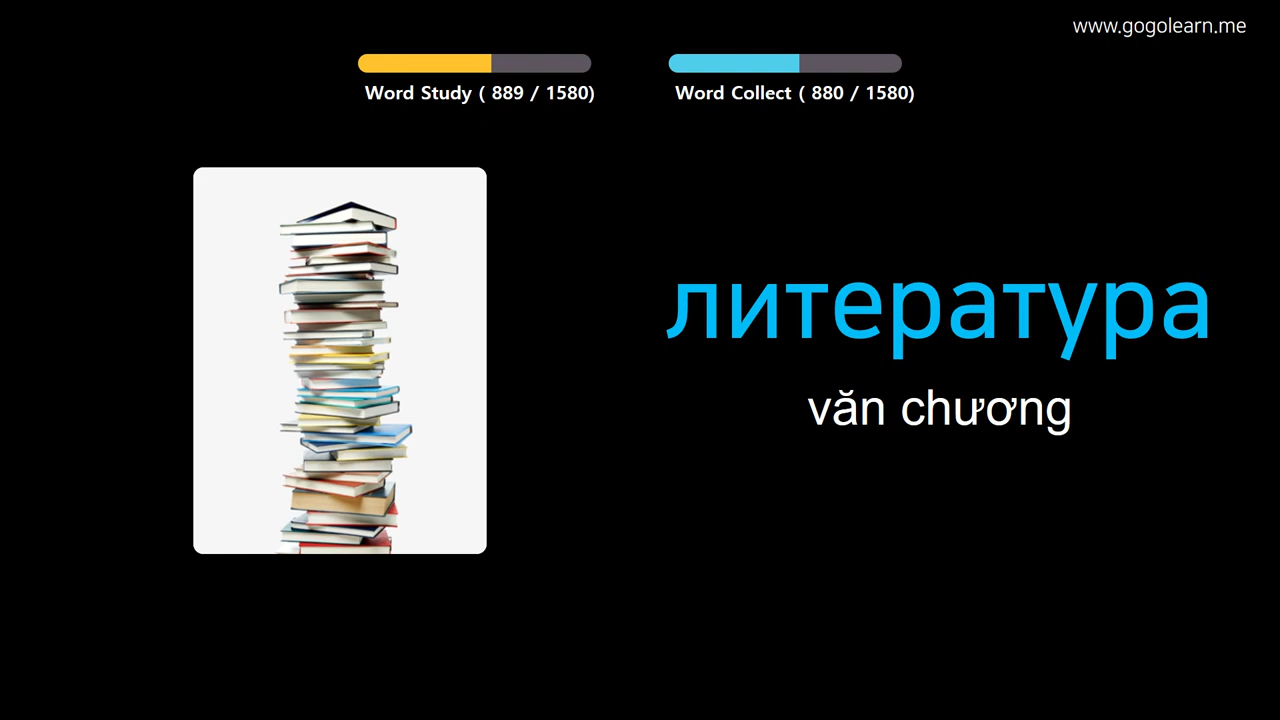 www.gogolearn.me
Word Study ( 889 / 1580)
Word Collect ( 880 / 1580)
литература
văn chương